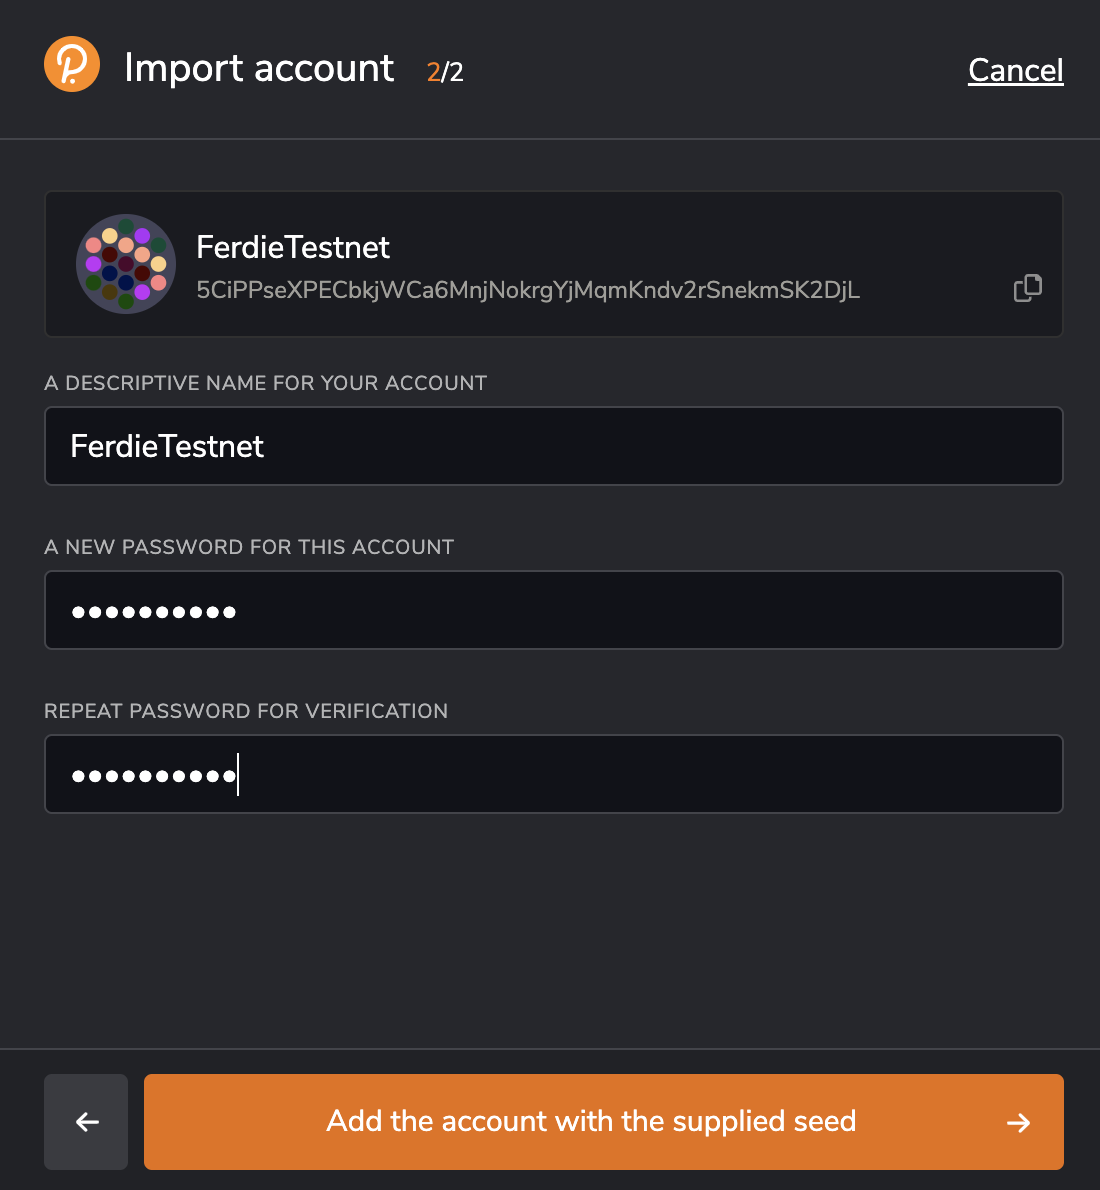 Import account 2/2 Cancel
FerdieTestnet
5CiPPseXPECbkjWCa6MnjNokrgYjMqmKndv2rSnekmSK2DjL
A DESCRIPTIVE NAME FOR YOUR ACCOUNT
FerdieTestnet
A NEW PASSWORD FOR THIS ACCOUNT
••••••••••
REPEAT PASSWORD FOR VERIFICATION
••••••••••
Add the account with the supplied seed